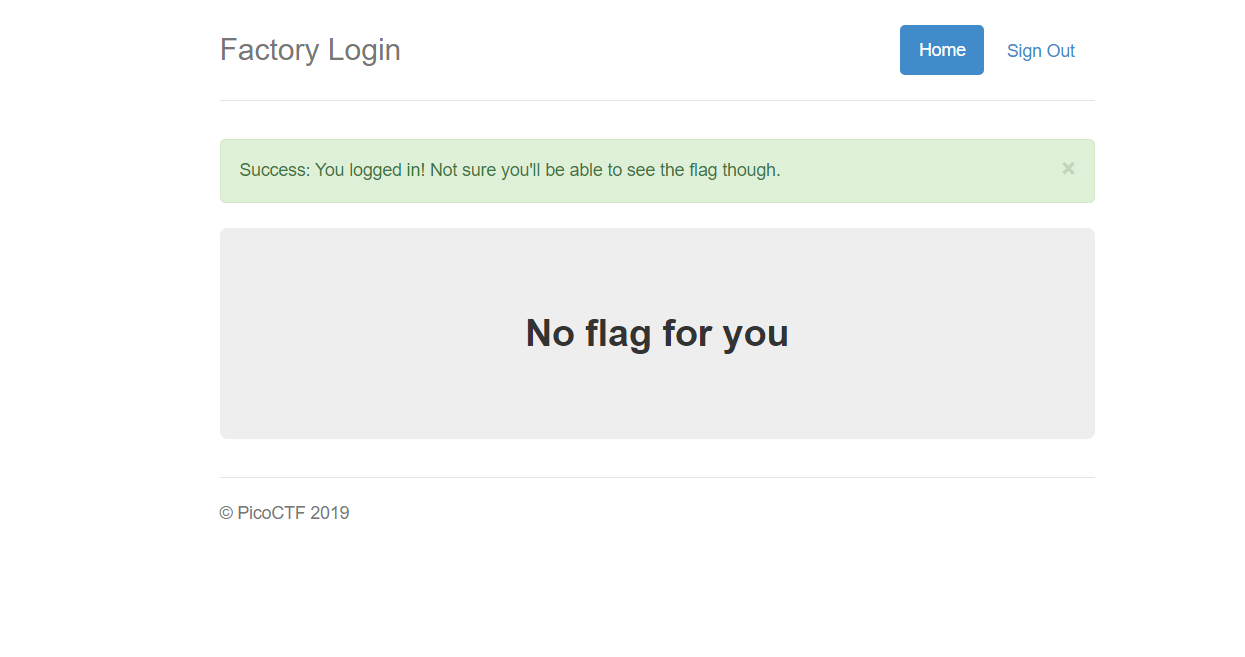 Factory Login
Home
Sign Out
Success: You logged in! Not sure you'll be able to see the flag though.
×
No flag for you
© PicoCTF 2019